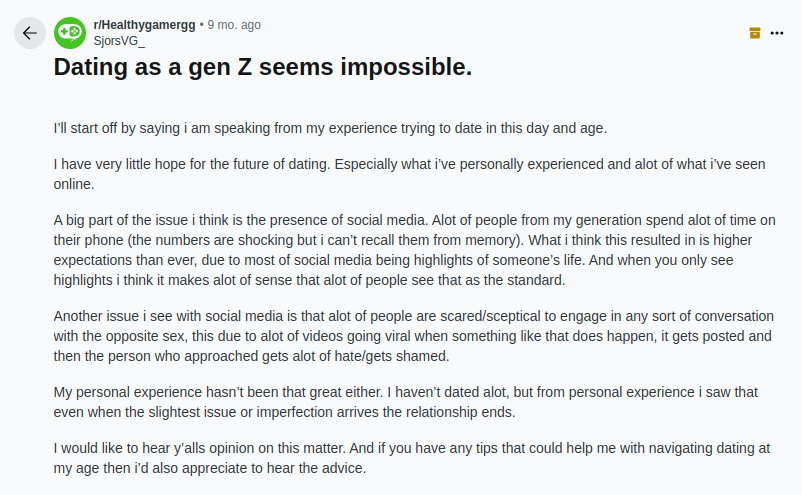 r/Healthygamergg • 9 mo. ago
SjorsVG_
Dating as a gen Z seems impossible.
I'll start off by saying i am speaking from my experience trying to date in this day and age.
I have very little hope for the future of dating. Especially what i've personally experienced and alot of what i've seen
online.
A big part of the issue i think is the presence of social media. Alot of people from my generation spend alot of time on
their phone (the numbers are shocking but i can't recall them from memory). What i think this resulted in is higher
expectations than ever, due to most of social media being highlights of someone's life. And when you only see
highlights i think it makes alot of sense that alot of people see that as the standard.
Another issue i see with social media is that alot of people are scared/sceptical to engage in any sort of conversation
with the opposite sex, this due to alot of videos going viral when something like that does happen, it gets posted and
then the person who approached gets alot of hate/gets shamed.
My personal experience hasn't been that great either. I haven't dated alot, but from personal experience i saw that
even when the slightest issue or imperfection arrives the relationship ends.
I would like to hear y'alls opinion on this matter. And if you have any tips that could help me with navigating dating at
my age then i'd also appreciate to hear the advice.